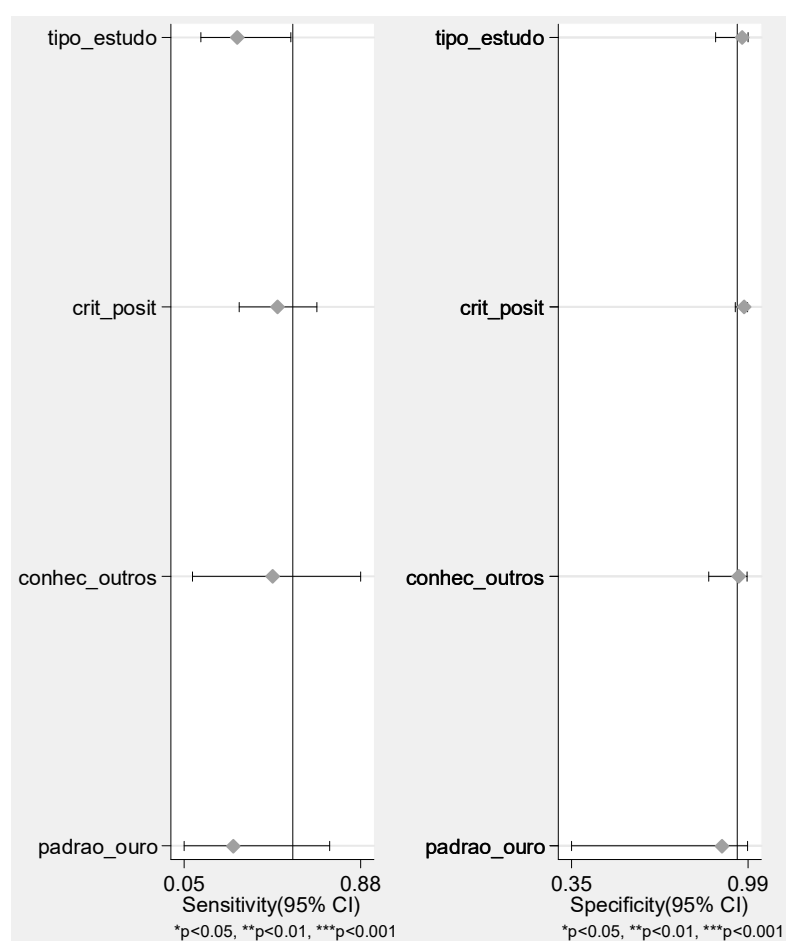 tipo_estudo
crit_posit
conhec_outros
padrao_ouro
0.05 0.88
Sensitivity(95% CI)
*p<0.05, **p<0.01, ***p<0.001
tipo_estudo
crit_posit
conhec_outros
padrao_ouro
0.35 0.99
Specificity(95% CI)
*p<0.05, **p<0.01, ***p<0.001